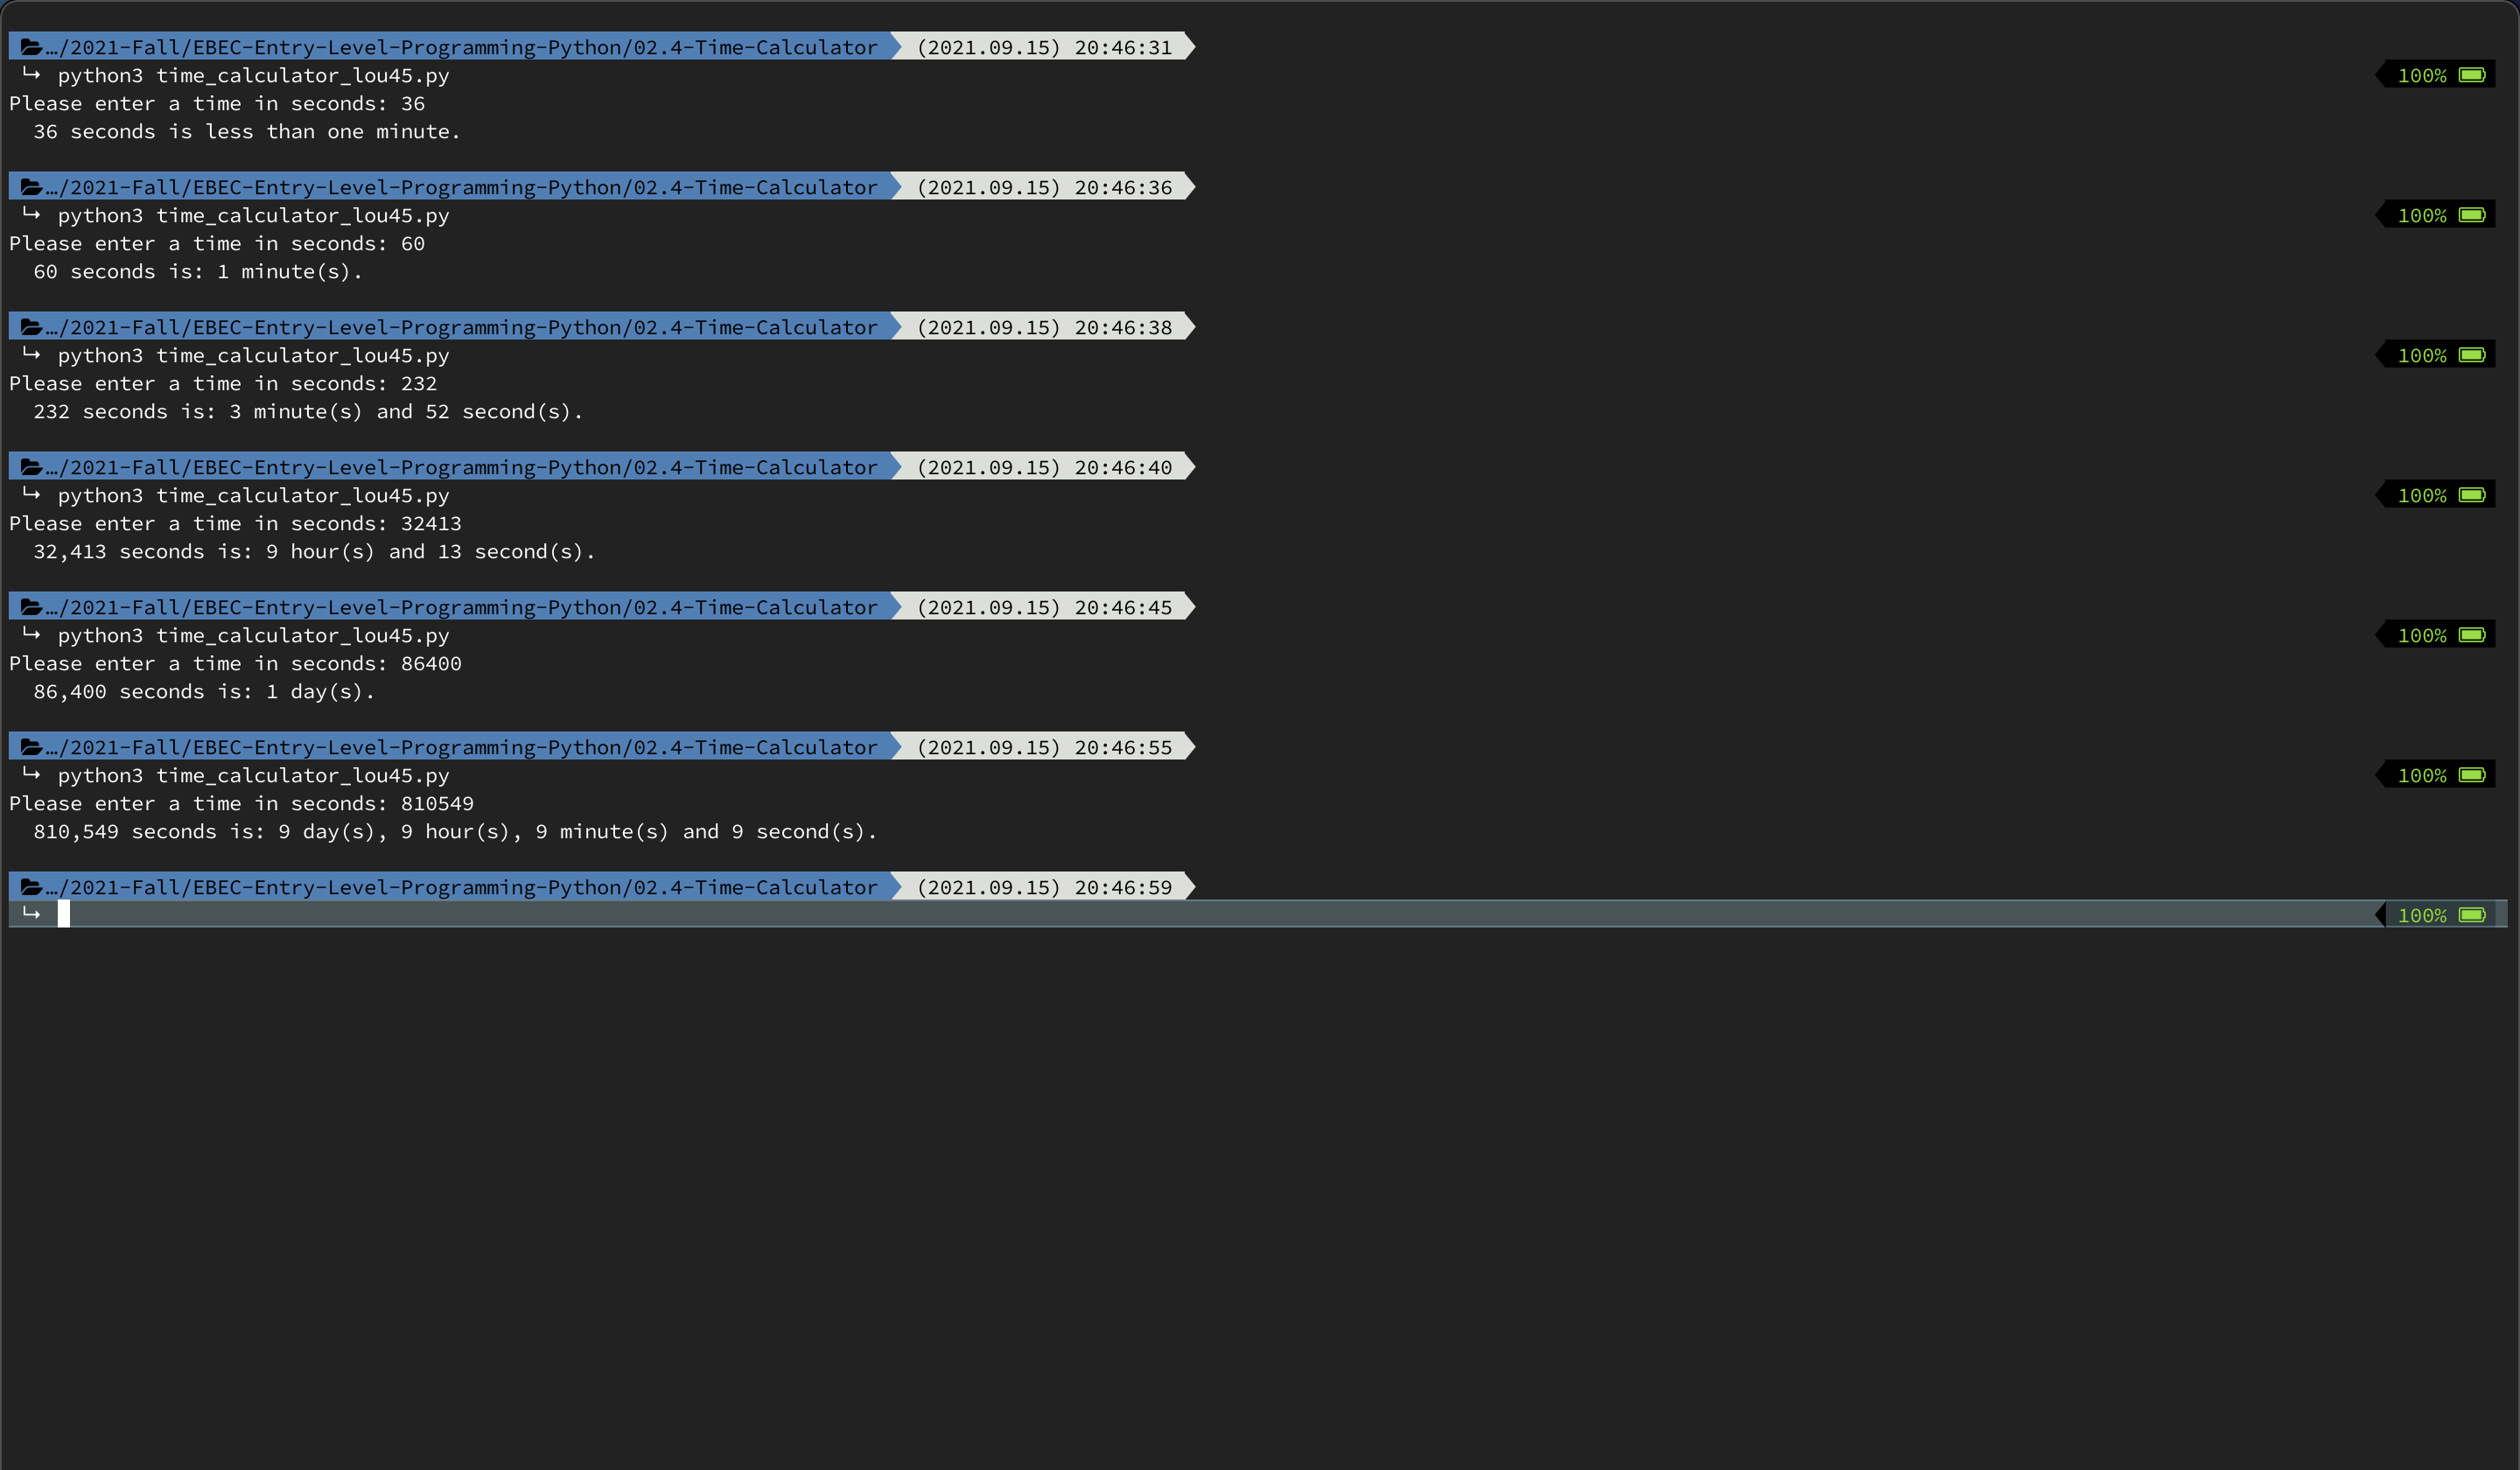 …/2021-Fall/EBEC-Entry-Level-Programming-Python/02.4-Time-Calculator (2021.09.15) 20:46:31
↳ python3 time_calculator_lou45.py 100%
Please enter a time in seconds: 36
36 seconds is less than one minute.
…/2021-Fall/EBEC-Entry-Level-Programming-Python/02.4-Time-Calculator (2021.09.15) 20:46:36
↳ python3 time_calculator_lou45.py 100%
Please enter a time in seconds: 60
60 seconds is: 1 minute(s).
…/2021-Fall/EBEC-Entry-Level-Programming-Python/02.4-Time-Calculator (2021.09.15) 20:46:38
↳ python3 time_calculator_lou45.py 100%
Please enter a time in seconds: 232
232 seconds is: 3 minute(s) and 52 second(s).
…/2021-Fall/EBEC-Entry-Level-Programming-Python/02.4-Time-Calculator (2021.09.15) 20:46:40
↳ python3 time_calculator_lou45.py 100%
Please enter a time in seconds: 32413
32,413 seconds is: 9 hour(s) and 13 second(s).
…/2021-Fall/EBEC-Entry-Level-Programming-Python/02.4-Time-Calculator (2021.09.15) 20:46:45
↳ python3 time_calculator_lou45.py 100%
Please enter a time in seconds: 86400
86,400 seconds is: 1 day(s).
…/2021-Fall/EBEC-Entry-Level-Programming-Python/02.4-Time-Calculator (2021.09.15) 20:46:55
↳ python3 time_calculator_lou45.py 100%
Please enter a time in seconds: 810549
810,549 seconds is: 9 day(s), 9 hour(s), 9 minute(s) and 9 second(s).
…/2021-Fall/EBEC-Entry-Level-Programming-Python/02.4-Time-Calculator (2021.09.15) 20:46:59
↳ 100%